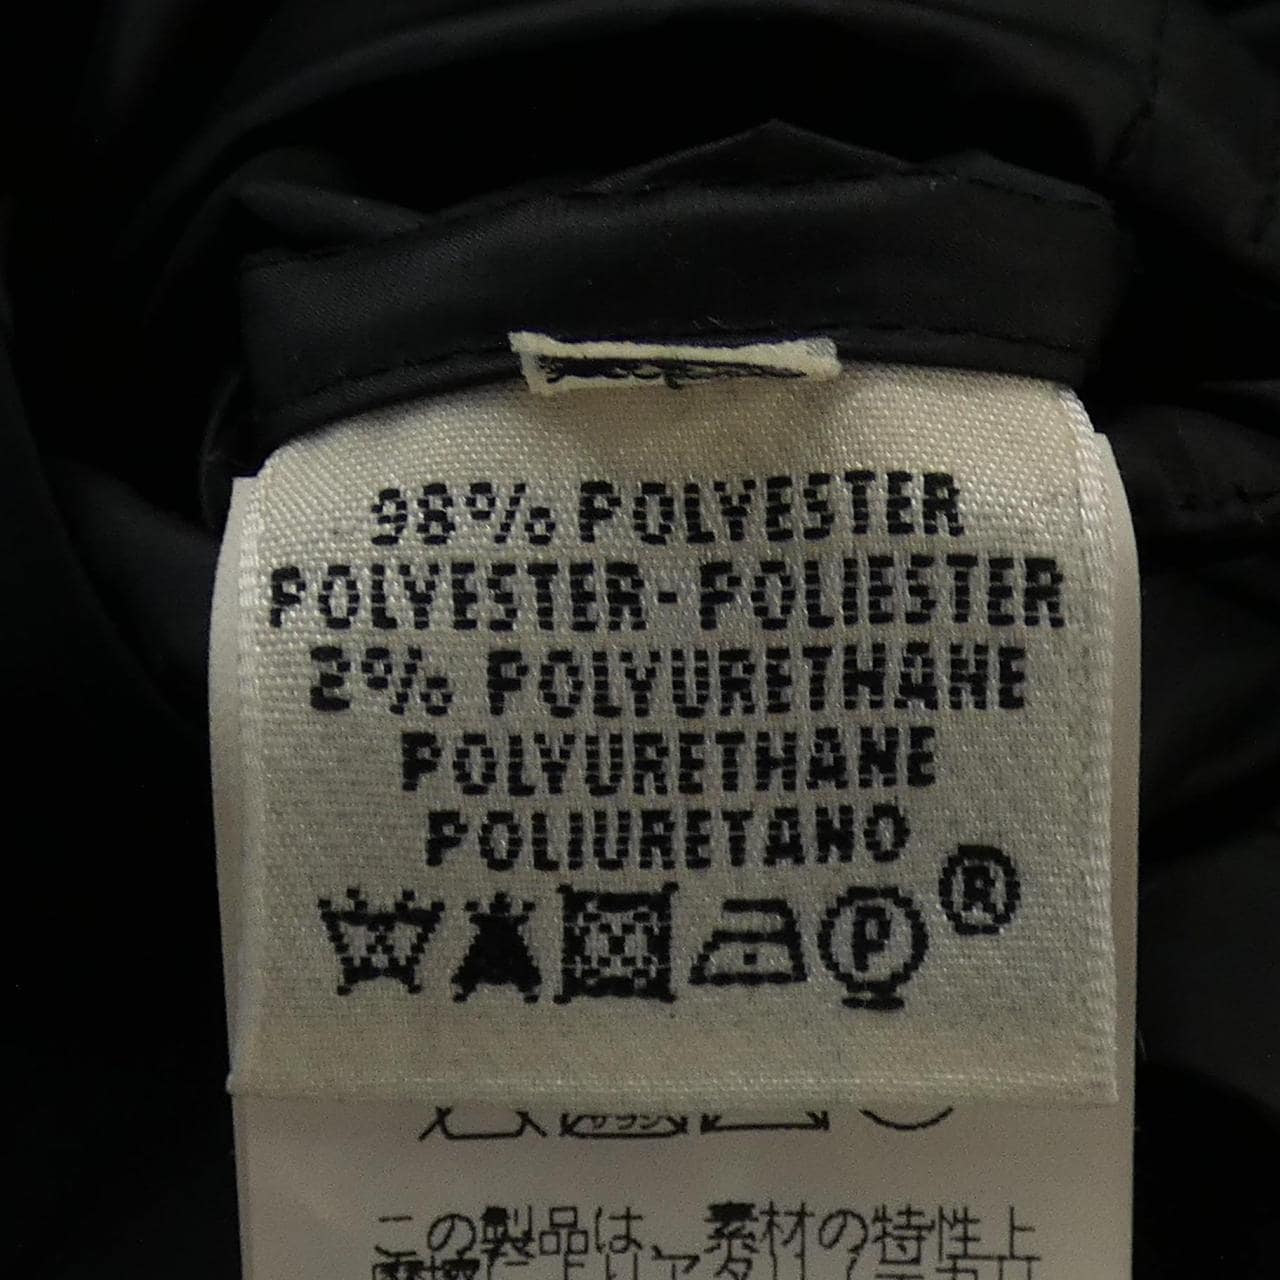 98% POLYESTER
POLYESTER-POLIESTER
2% POLYURETHANE
POLYURETHANE
POLIURETANO
P ®
この製品は、素材の特性上